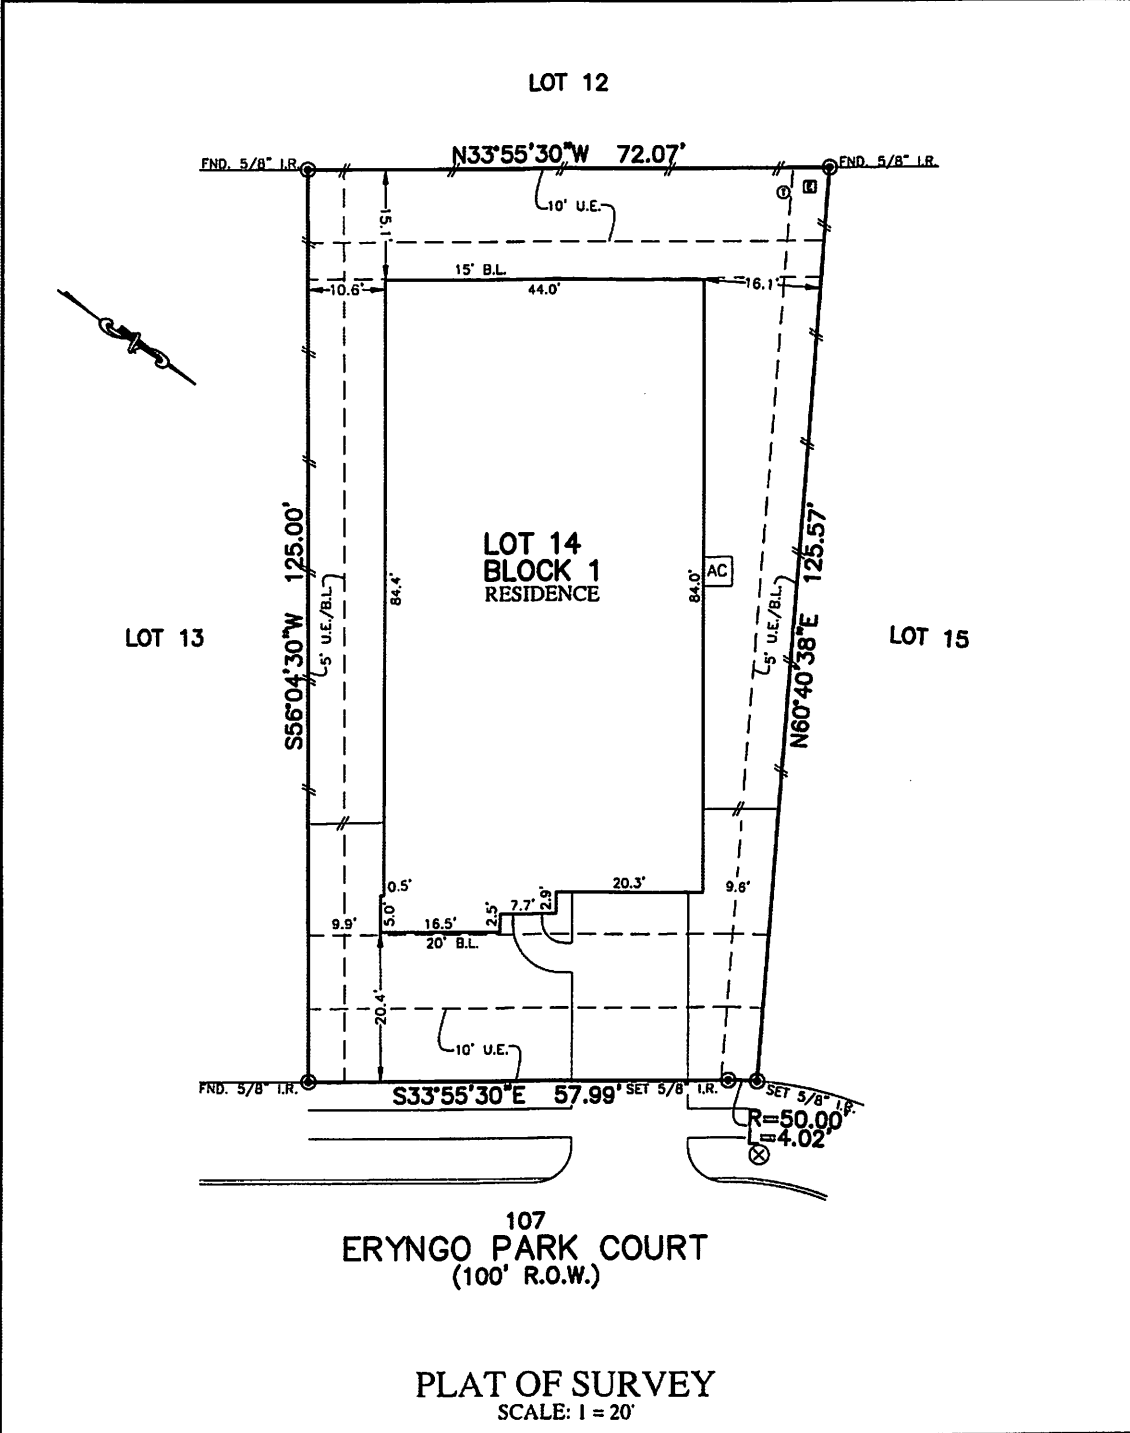 LOT 12
N33°55'30"W 72.07'
FND. 5/8" I.R.
FND. 5/8" I.R.
10' U.E.
15.1'
15' B.L.
10.6'
44.0'
16.1'
S56°04'30"W 125.00'
N60°40'38"E 125.57'
LOT 14
BLOCK 1
RESIDENCE
AC
84.4'
84.0'
5' U.E./B.L.
5' U.E./B.L.
LOT 13
LOT 15
0.5'
5.0'
9.9'
16.5'
2.5'
7.7'
2.9'
20.3'
9.6'
20' B.L.
20.4'
10' U.E.
FND. 5/8" I.R.
S33°55'30"E 57.99'
SET 5/8" I.R.
SET 5/8" I.R.
R=50.00'
L=4.02'
107
ERYNGO PARK COURT
(100' R.O.W.)
PLAT OF SURVEY
SCALE: 1 = 20'